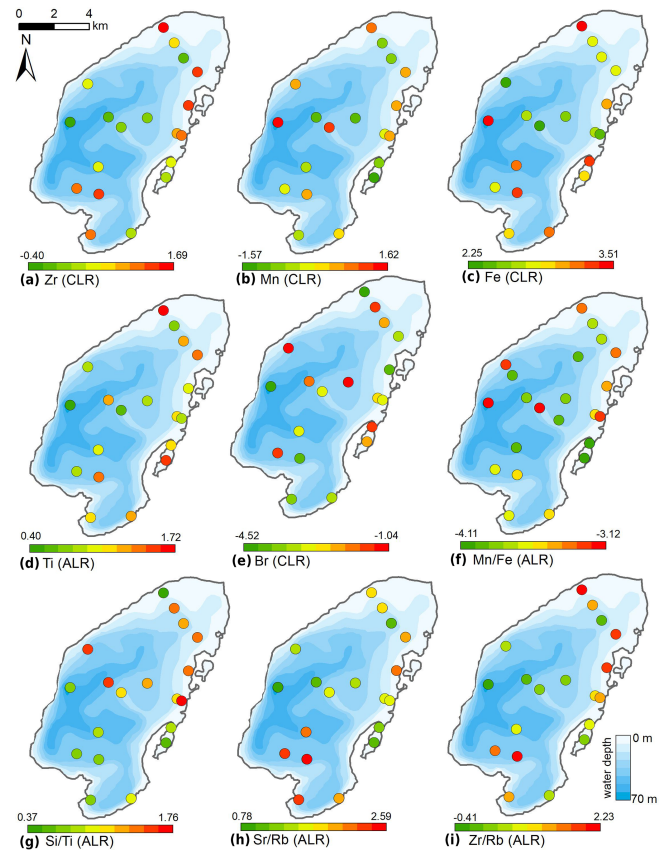 0 2 4
km
N
-0.40 1.69
(a) Zr (CLR)
-1.57 1.62
(b) Mn (CLR)
2.25 3.51
(c) Fe (CLR)
0.40 1.72
(d) Ti (ALR)
-4.52 -1.04
(e) Br (CLR)
-4.11 -3.12
(f) Mn/Fe (ALR)
0.37 1.76
(g) Si/Ti (ALR)
0.78 2.59
(h) Sr/Rb (ALR)
-0.41 2.23
(i) Zr/Rb (ALR)
water depth
0 m
70 m